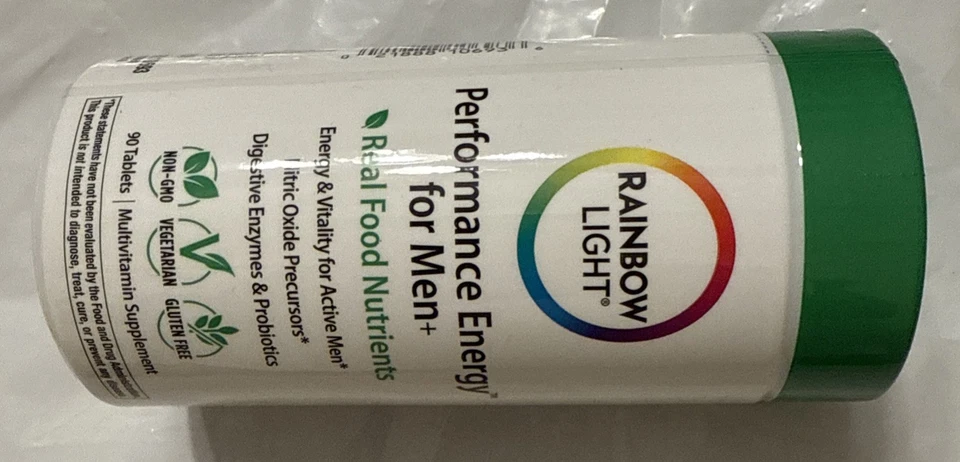 RAINBOW
LIGHT®
Performance Energy™
for Men+
Real Food Nutrients
Energy & Vitality for Active Men*
Nitric Oxide Precursors*
Digestive Enzymes & Probiotics
NON-GMO VEGETARIAN GLUTEN FREE
90 Tablets | Multivitamin Supplement
*These statements have not been evaluated by the Food and Drug Administration.
This product is not intended to diagnose, treat, cure, or prevent any disease.